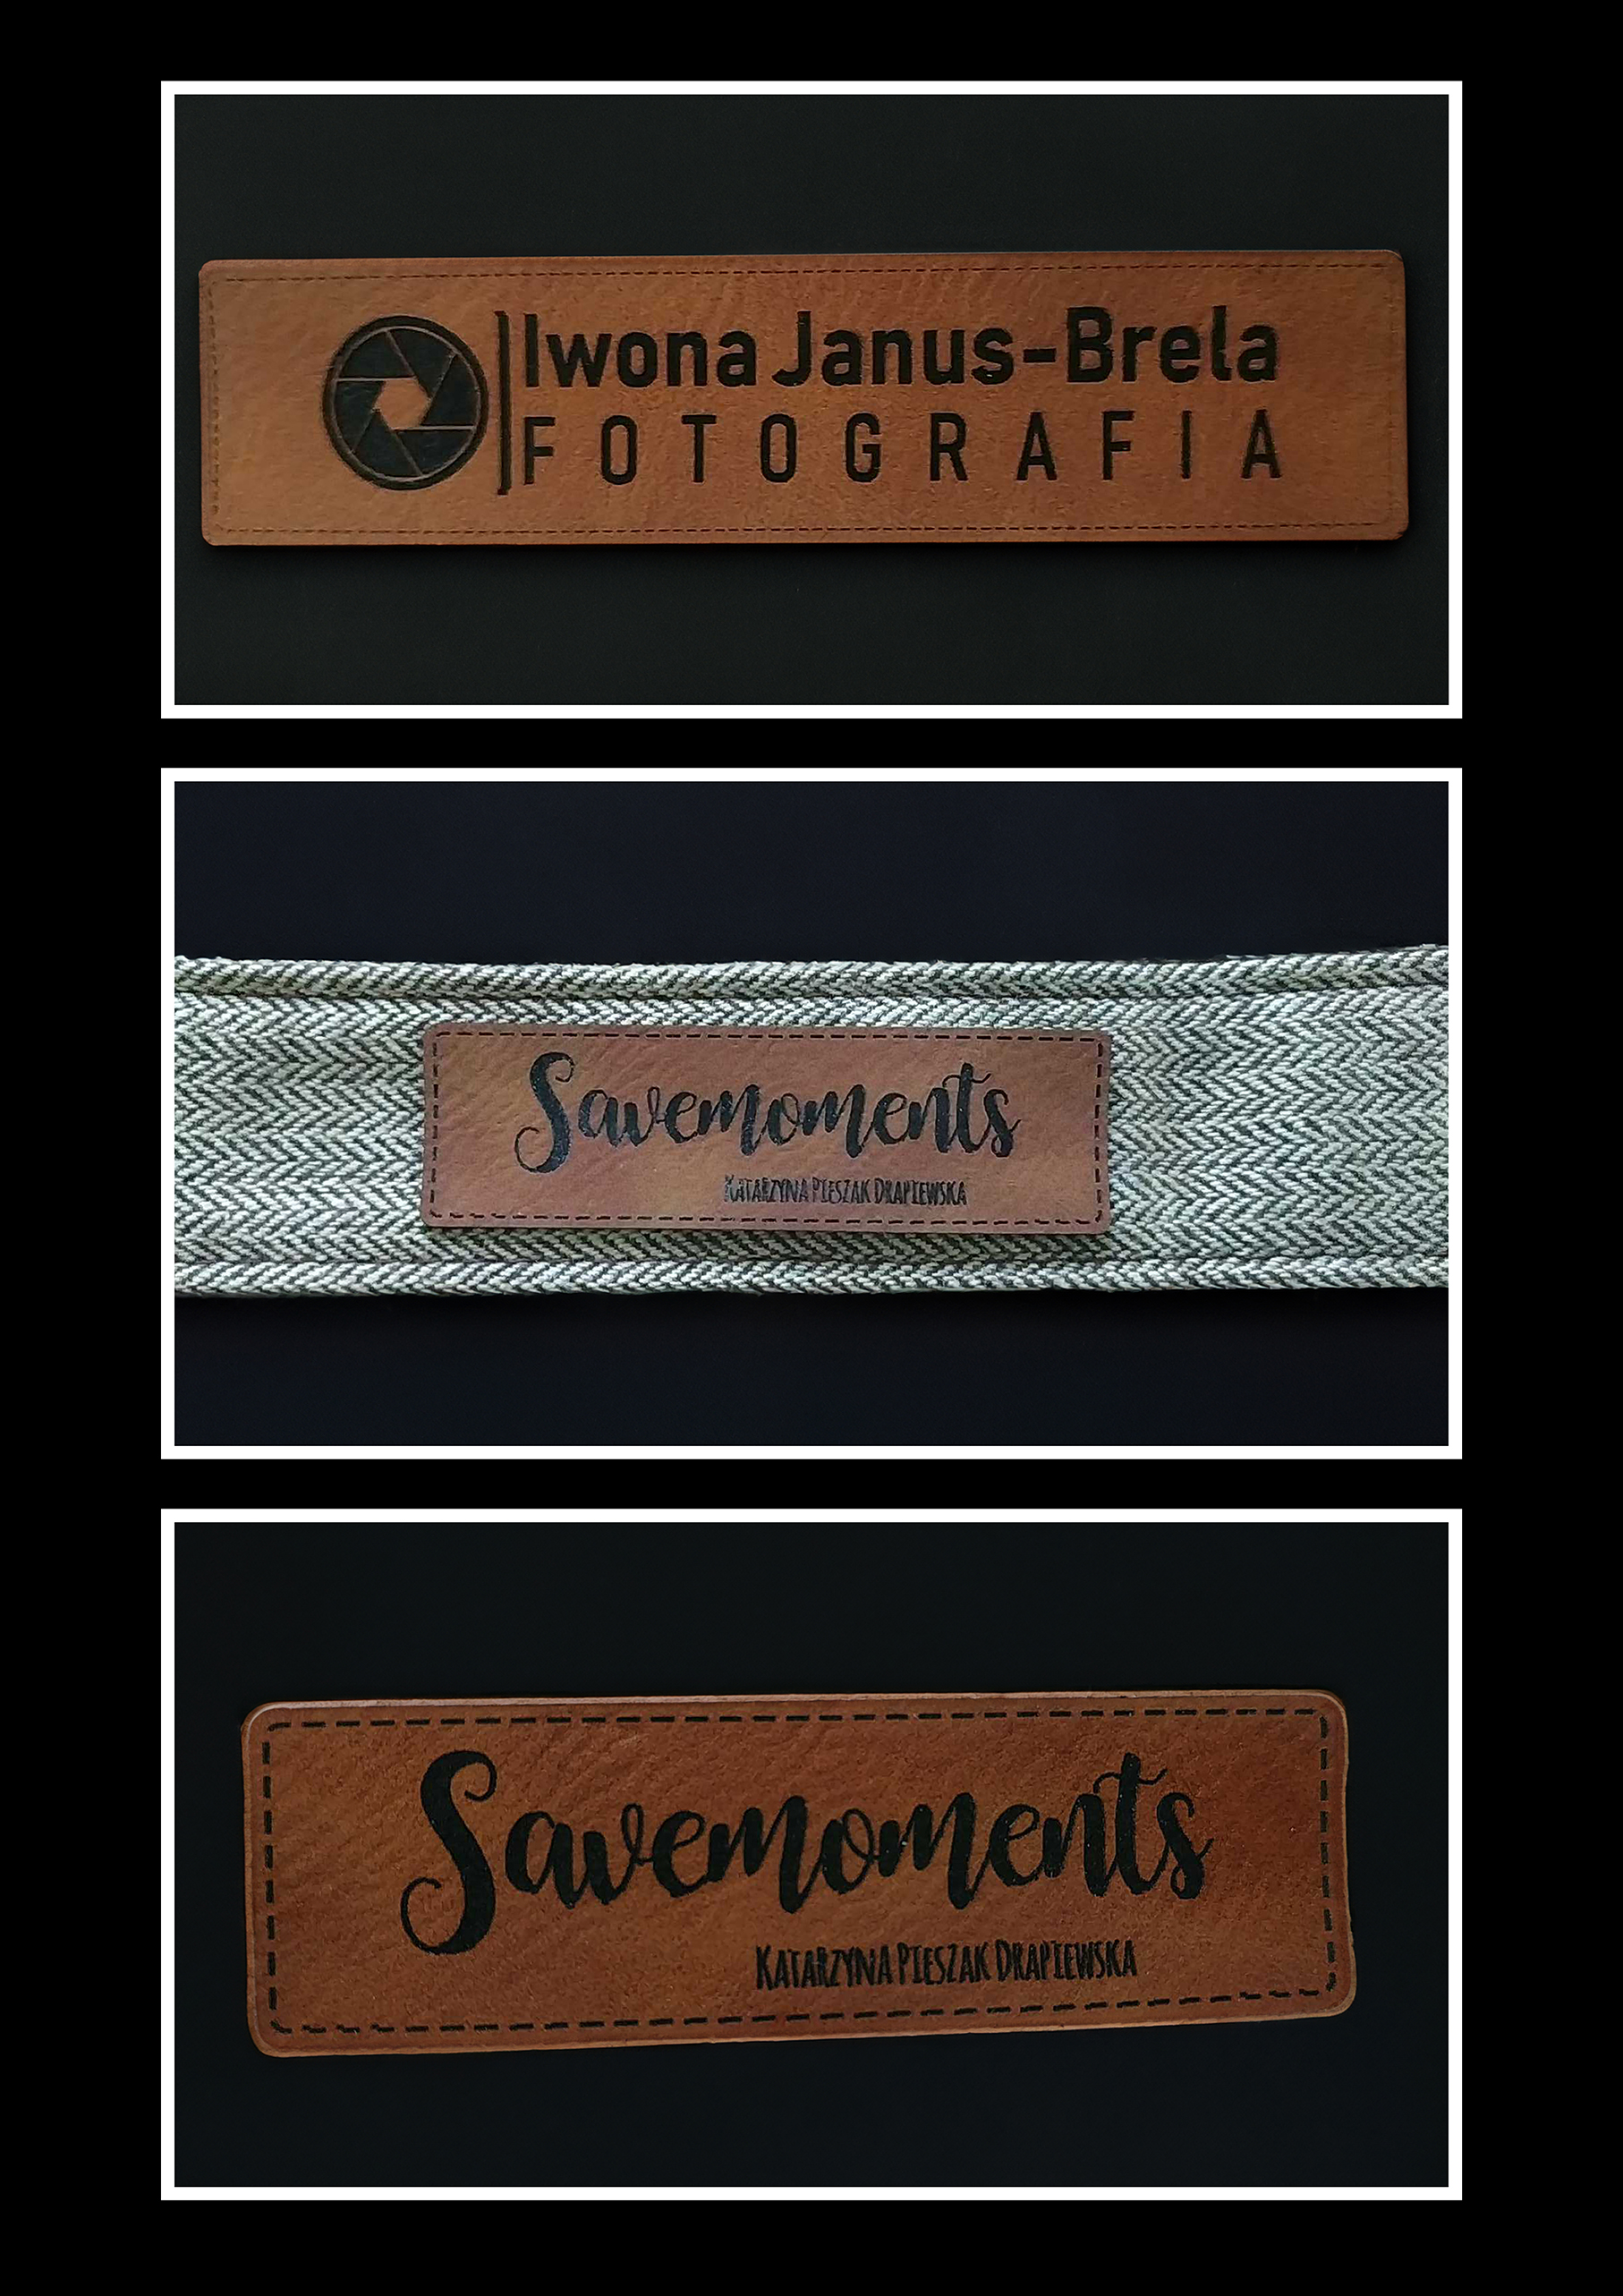 Iwona Janus-Brela
FOTOGRAFIA
Savemoments
KATARZYNA PIESZAK DRAPIEWSKA
Savemoments
KATARZYNA PIESZAK DRAPIEWSKA